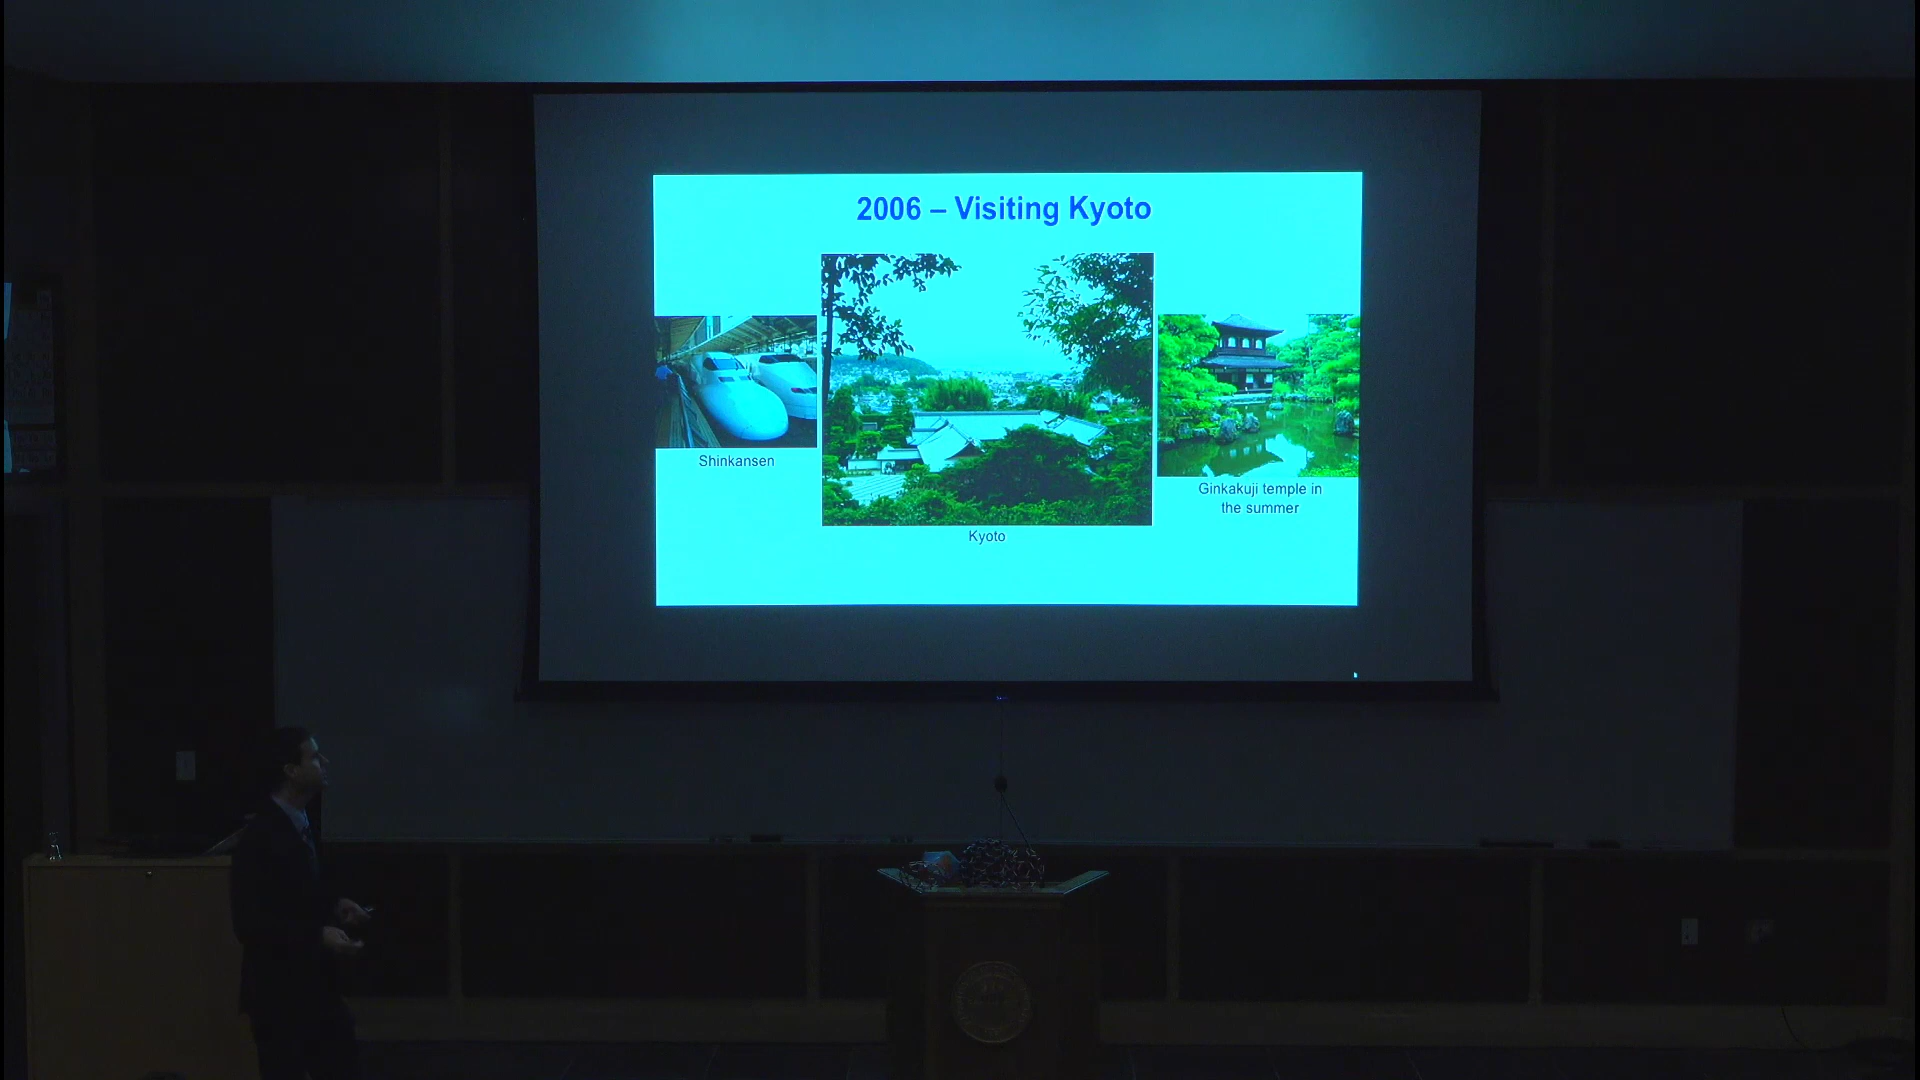 2006 – Visiting Kyoto
Shinkansen
Kyoto
Ginkakuji temple in
the summer